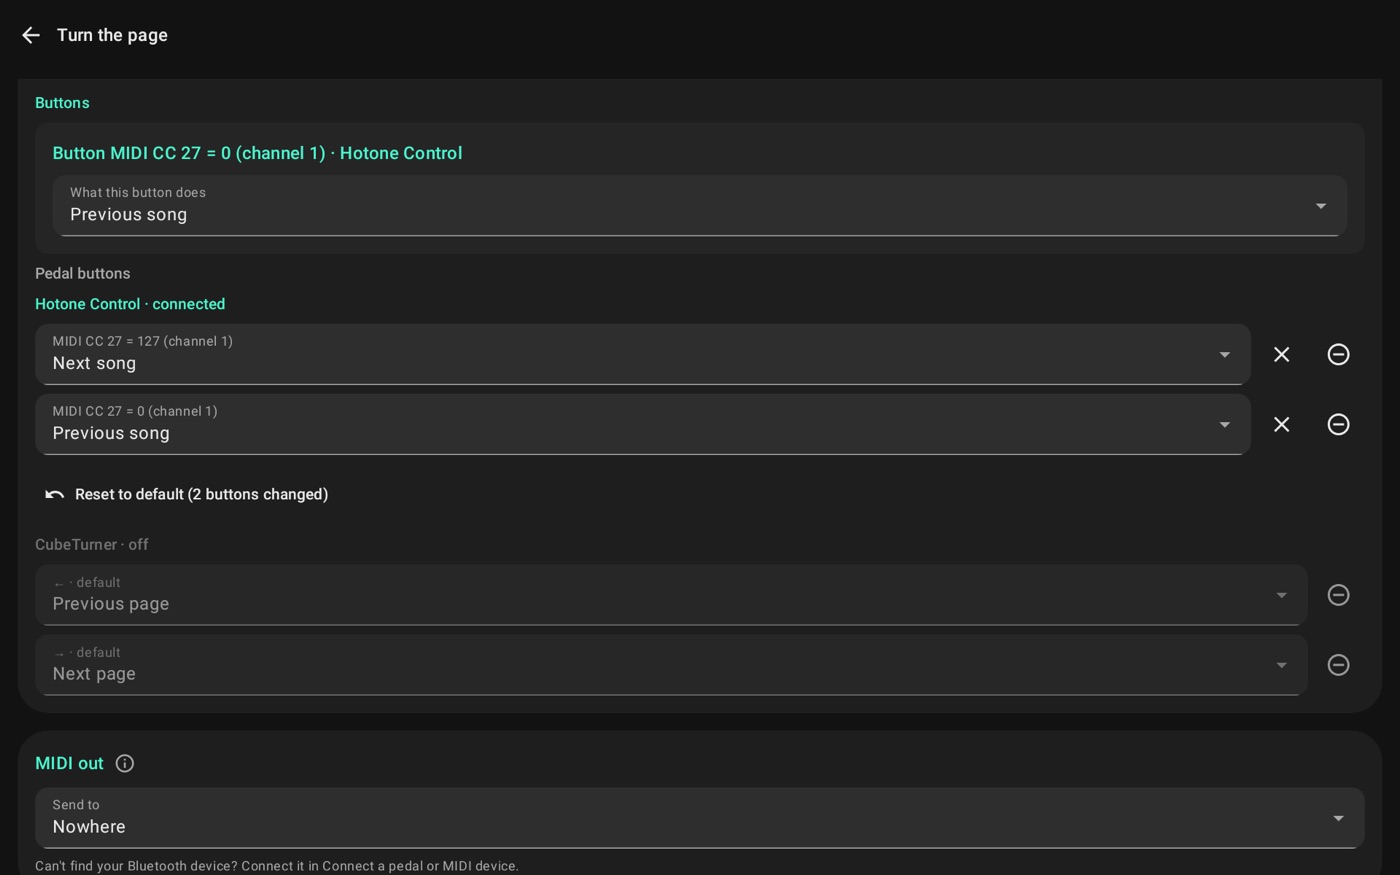 Turn the page
Buttons
Button MIDI CC 27 = 0 (channel 1) · Hotone Control
What this button does
Previous song
Pedal buttons
Hotone Control · connected
MIDI CC 27 = 127 (channel 1)
Next song
MIDI CC 27 = 0 (channel 1)
Previous song
Reset to default (2 buttons changed)
CubeTurner · off
← · default
Previous page
→ · default
Next page
MIDI out
Send to
Nowhere
Can't find your Bluetooth device? Connect it in Connect a pedal or MIDI device.